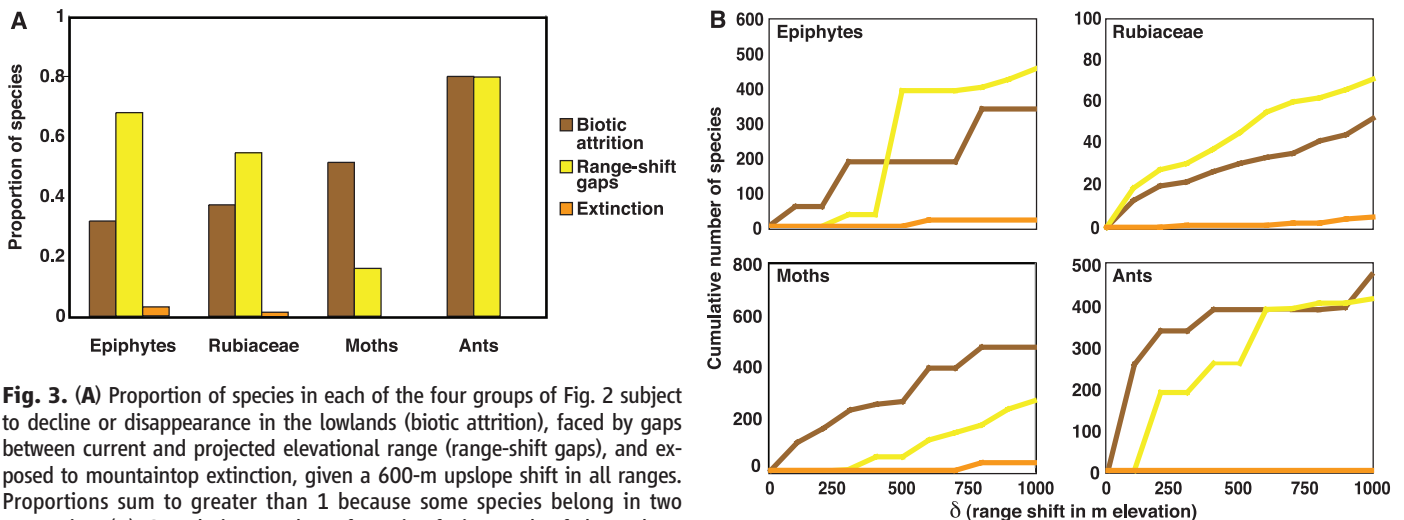 A
Proportion of species
1
0.8
0.6
0.4
0.2
0
Epiphytes
Rubiaceae
Moths
Ants
Biotic
attrition
Range-shift
gaps
Extinction
Fig. 3. (A) Proportion of species in each of the four groups of Fig. 2 subject
to decline or disappearance in the lowlands (biotic attrition), faced by gaps
between current and projected elevational range (range-shift gaps), and ex-
posed to mountaintop extinction, given a 600-m upslope shift in all ranges.
Proportions sum to greater than 1 because some species belong in two
B
Cumulative number of species
Epiphytes
600
500
400
300
200
100
0
Rubiaceae
100
80
60
40
20
0
Moths
800
600
400
200
0
0 250 500 750 1000
Ants
500
400
300
200
100
0
0 250 500 750 1000
δ (range shift in m elevation)